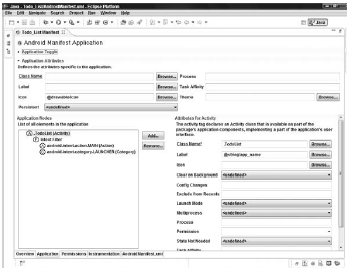 Java - Todo_List/AndroidManifest.xml - Eclipse Platform
File Edit Navigate Search Project Run Window Help
Java
Todo_List Manifest
Android Manifest Application
Application Toggle
Application Attributes
Defines the attributes specific to the application.
Class Name Browse... Process
Label Browse... Task Affinity
Icon @drawable/icon Browse... Theme Browse...
Permission <undefined>
Application Nodes
List of all elements in the application
TodoList (Activity)
Intent Filter
android.intent.action.MAIN (Action)
android.intent.category.LAUNCHER (Category)
Add...
Remove...
Attributes for Activity
The activity tag declares an Activity class that is available as part of the
package's application components, implementing a part of the application's user
interface.
Class Name* .TodoList Browse...
Label @string/app_name Browse...
Icon Browse...
Clear on Background <undefined>
Config Changes
Exclude from Recents
Launch Mode <undefined>
Multiprocess <undefined>
Process
Permission
State Not Needed <undefined>
Task Affinity
Overview Application Permissions Instrumentation AndroidManifest.xml